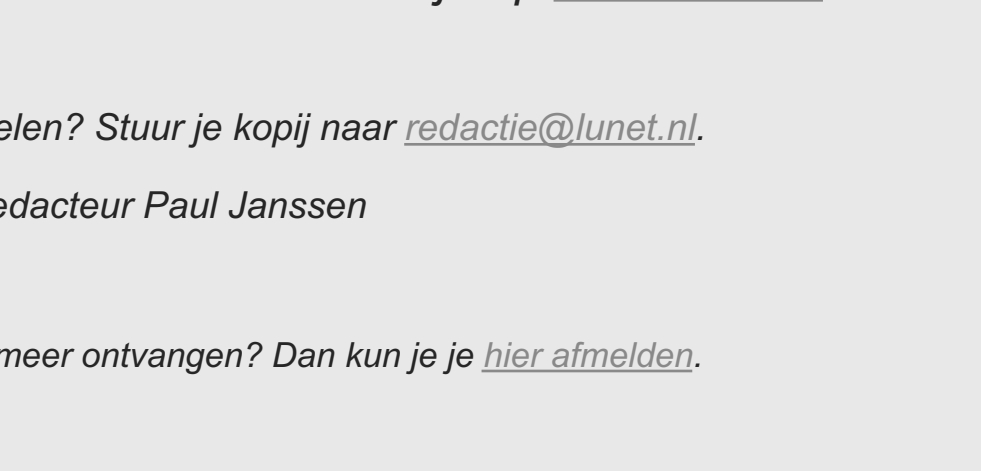 elen? Stuur je kopij naar redactie@lunet.nl.
edacteur Paul Janssen
meer ontvangen? Dan kun je je hier afmelden.